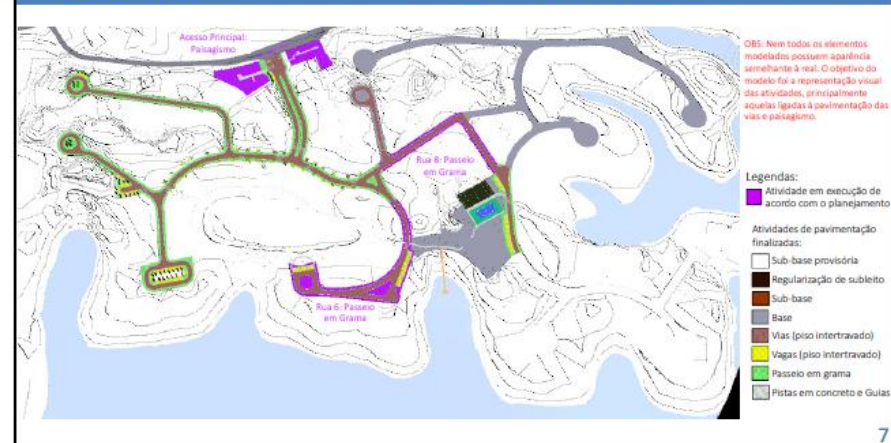 Acesso Principal:
Paisagismo
Rua 8: Passeio
em Grama
Rua 6: Passeio
em Grama
OBS: Nem todos os elementos
modelados possuem aparência
semelhante à real. O objetivo do
modelo foi a representação visual
das atividades, principalmente
aquelas ligadas à pavimentação das
vias e paisagismo.
Legendas:
Atividade em execução de
acordo com o planejamento
Atividades de pavimentação
finalizadas:
Sub-base provisória
Regularização de subleito
Sub-base
Base
Vias (piso intertravado)
Vagas (piso intertravado)
Passeio em grama
Pistas em concreto e Guias
7